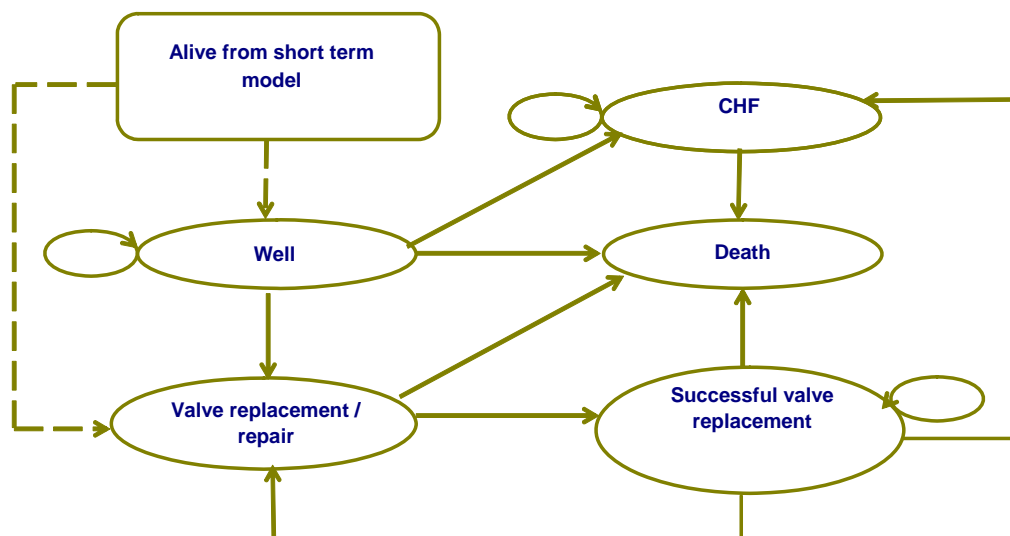 Alive from short term
model
CHF
Well
Death
Valve replacement /
repair
Successful valve
replacement